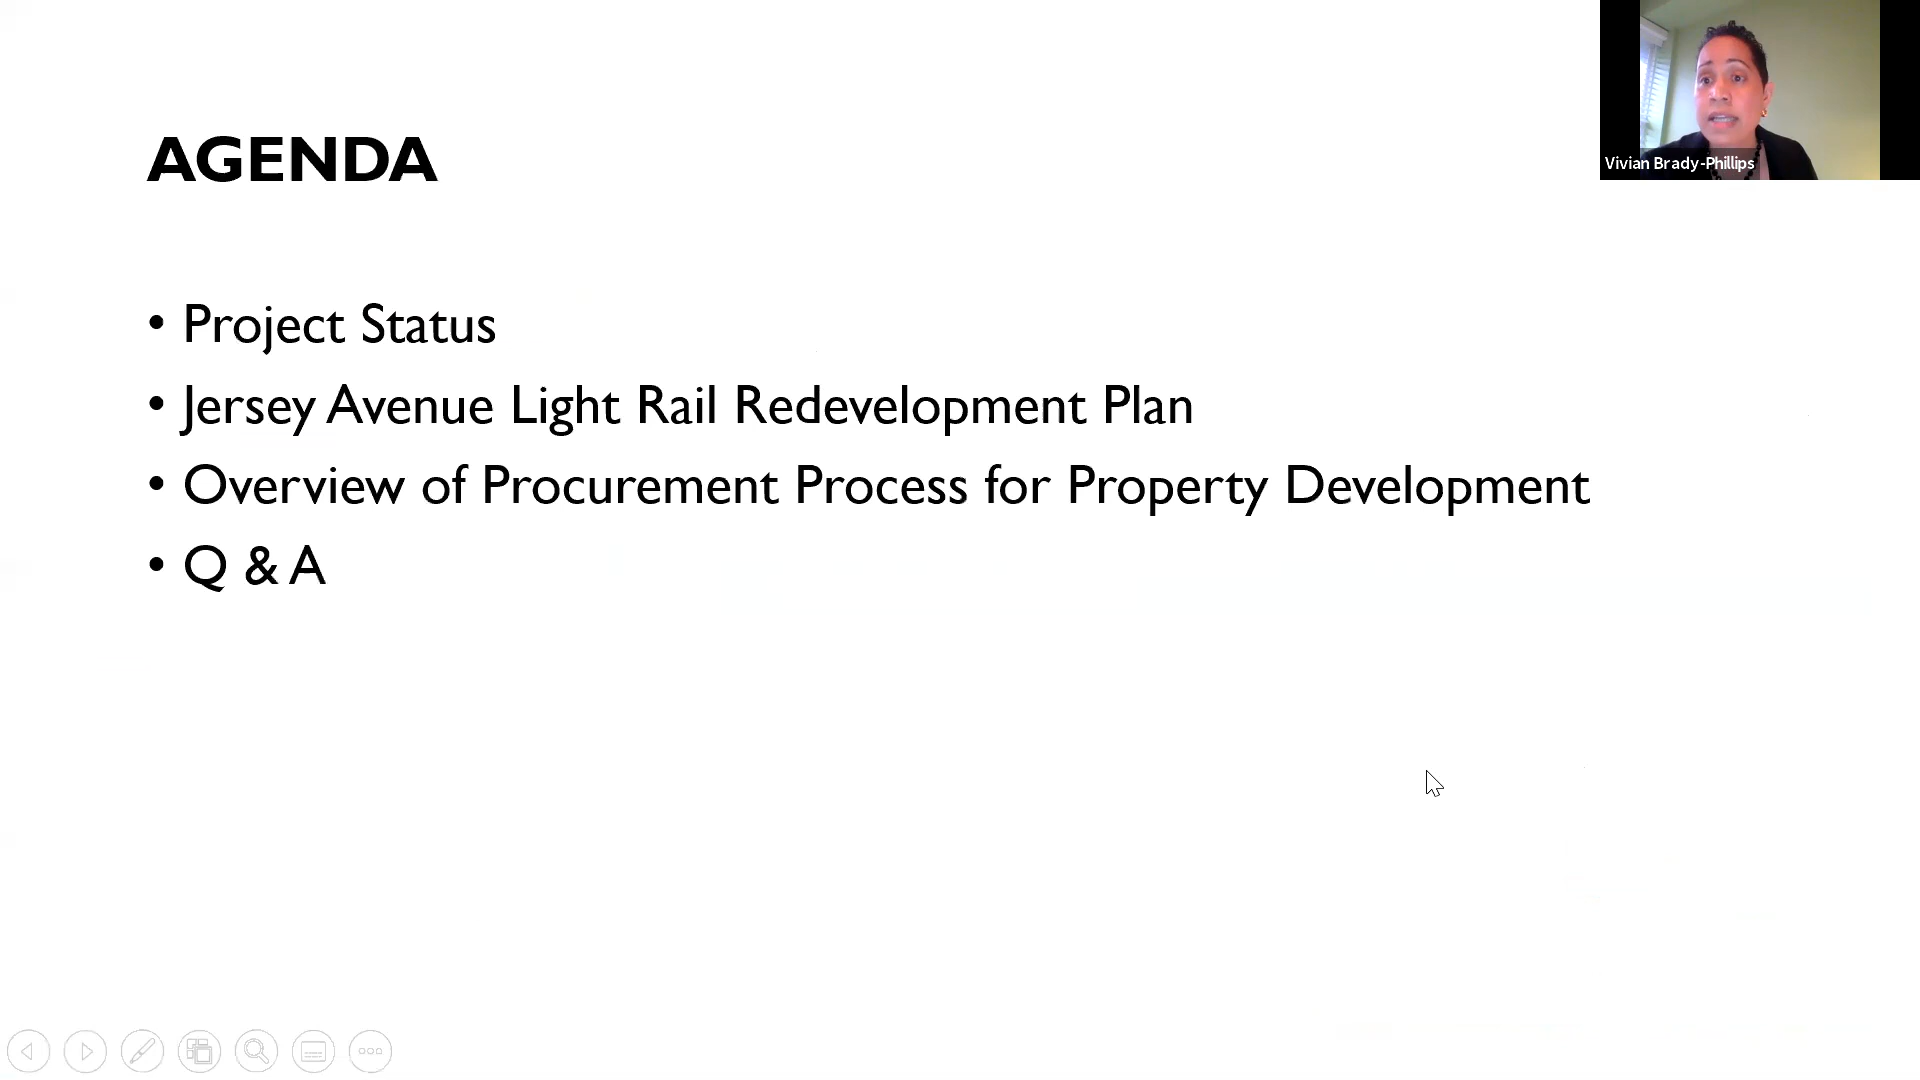 Vivian Brady-Phillips
AGENDA
• Project Status
• Jersey Avenue Light Rail Redevelopment Plan
• Overview of Procurement Process for Property Development
• Q & A